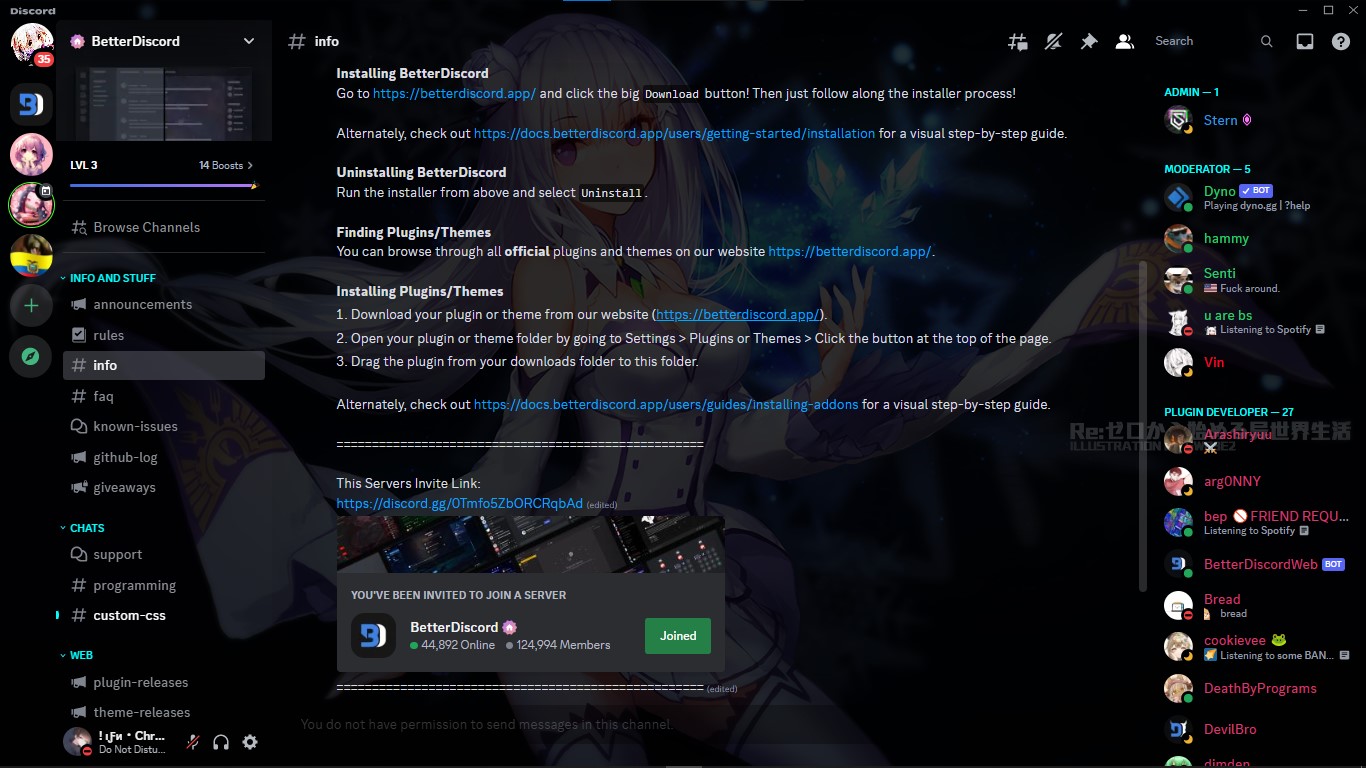 Discord
35
BetterDiscord
LVL 3
14 Boosts
Browse Channels
INFO AND STUFF
announcements
rules
info
faq
known-issues
github-log
giveaways
CHATS
support
programming
custom-css
WEB
plugin-releases
theme-releases
Do Not Distu...
info
Search
Installing BetterDiscord
Go to https://betterdiscord.app/ and click the big Download button! Then just follow along the installer process!
Alternately, check out https://docs.betterdiscord.app/users/getting-started/installation for a visual step-by-step guide.
Uninstalling BetterDiscord
Run the installer from above and select Uninstall.
Finding Plugins/Themes
You can browse through all official plugins and themes on our website https://betterdiscord.app/.
Installing Plugins/Themes
1. Download your plugin or theme from our website (https://betterdiscord.app/).
2. Open your plugin or theme folder by going to Settings > Plugins or Themes > Click the button at the top of the page.
3. Drag the plugin from your downloads folder to this folder.
Alternately, check out https://docs.betterdiscord.app/users/guides/installing-addons for a visual step-by-step guide.
====================================================
This Servers Invite Link:
https://discord.gg/0Tmfo5ZbORCRqbAd (edited)
YOU'VE BEEN INVITED TO JOIN A SERVER
BetterDiscord
44,892 Online 124,994 Members
Joined
==================================================== (edited)
You do not have permission to send messages in this channel.
ADMIN — 1
Stern
MODERATOR — 5
Dyno BOT
Playing dyno.gg | ?help
hammy
Senti
Fuck around.
u are bs
Listening to Spotify
Vin
PLUGIN DEVELOPER — 27
Re:ゼロから始める異世界生活
Arashiryuu
ILLUSTRATION
arg0NNY
bep FRIEND REQU...
Listening to Spotify
BetterDiscordWeb BOT
Bread
bread
cookievee
Listening to some BAN...
DeathByPrograms
DevilBro
dimden